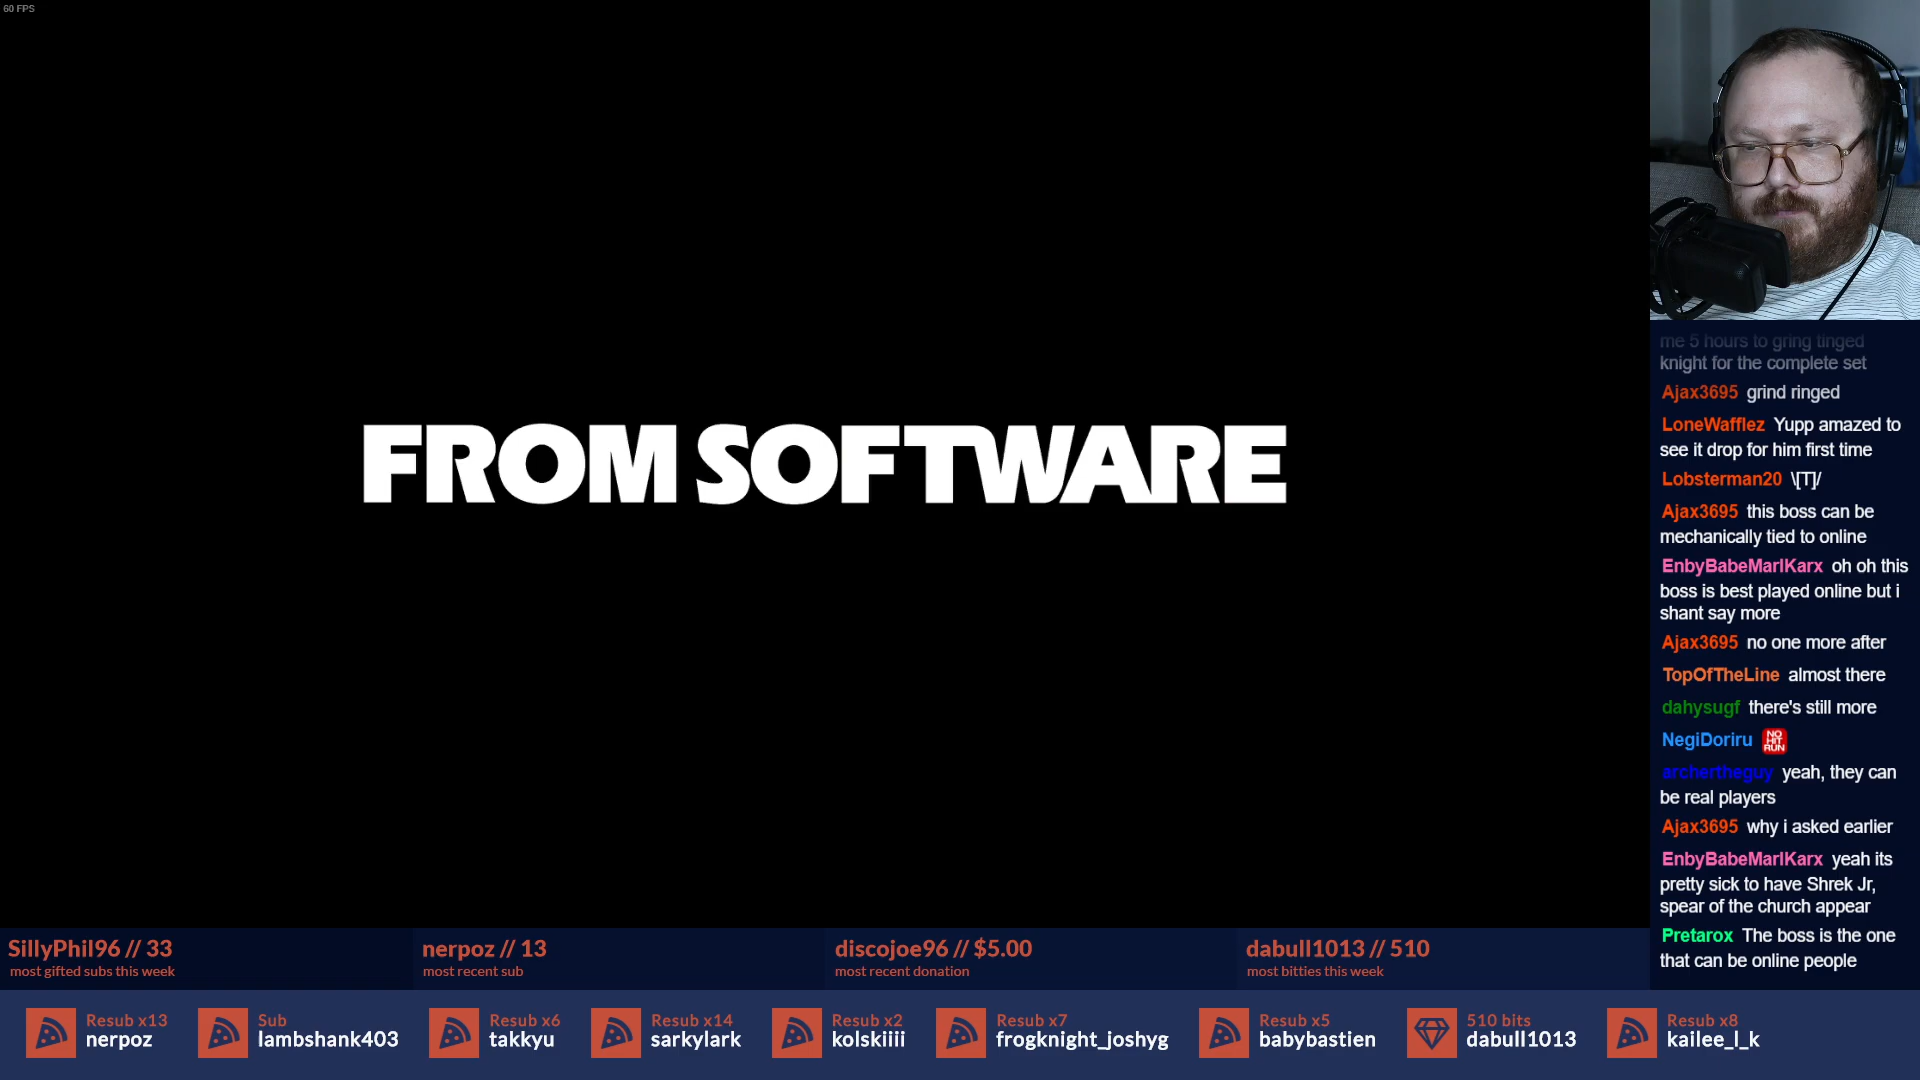 60 FPS
FROM SOFTWARE
me 5 hours to gring tinged
knight for the complete set
Ajax3695 grind ringed
LoneWafflez Yupp amazed to
see it drop for him first time
Lobsterman20 \[T]/
Ajax3695 this boss can be
mechanically tied to online
EnbyBabeMarlKarx oh oh this
boss is best played online but i
shant say more
Ajax3695 no one more after
TopOfTheLine almost there
dahysugf there's still more
NegiDoriru NO HIT RUN
archertheguy yeah, they can
be real players
Ajax3695 why i asked earlier
EnbyBabeMarlKarx yeah its
pretty sick to have Shrek Jr,
spear of the church appear
Pretarox The boss is the one
that can be online people
SillyPhil96 // 33
most gifted subs this week
nerpoz // 13
most recent sub
discojoe96 // $5.00
most recent donation
dabull1013 // 510
most bitties this week
Resub x13
nerpoz
Sub
lambshank403
Resub x6
takkyu
Resub x14
sarkylark
Resub x2
kolskiiii
Resub x7
frogknight_joshyg
Resub x5
babybastien
510 bits
dabull1013
Resub x8
kailee_l_k